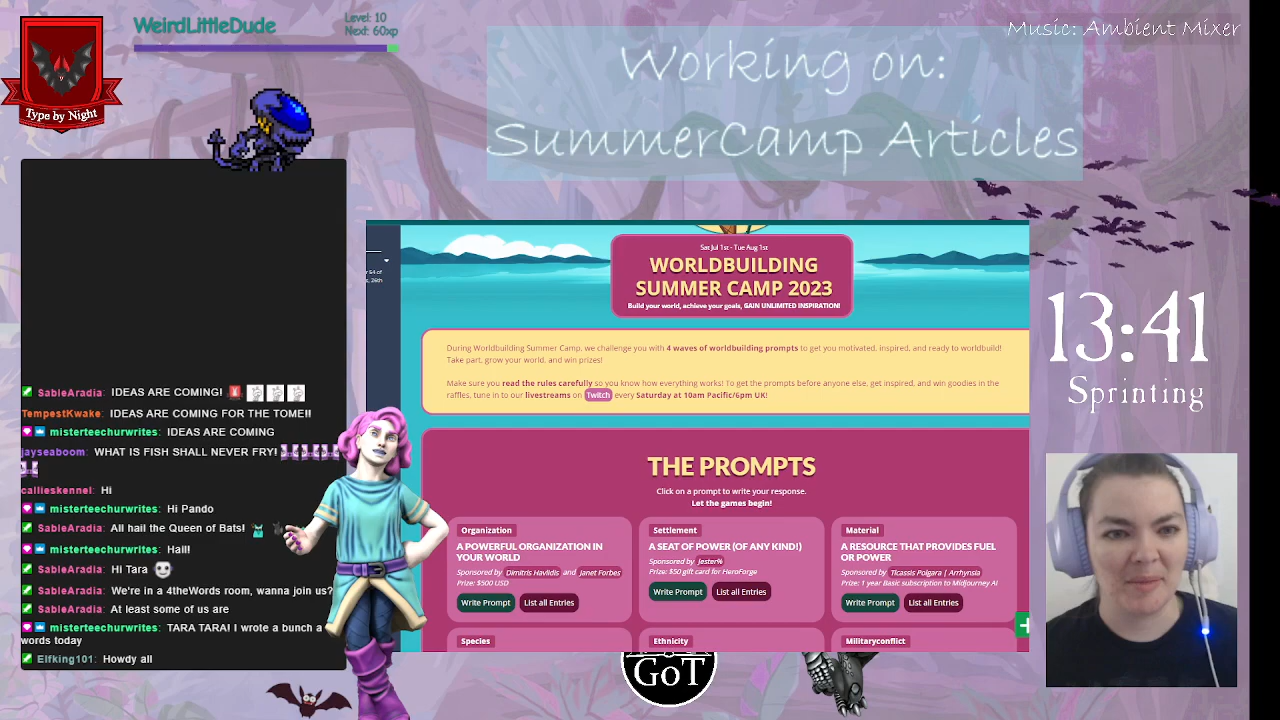 WeirdLittleDude
Level: 10
Next: 60xp
Type by Night
Working on:
SummerCamp Articles
Music: Ambient Mixer
SableAradia: IDEAS ARE COMING!
TempestKwake: IDEAS ARE COMING FOR THE TOME!!
misterteechurwrites: IDEAS ARE COMING
jayseaboom: WHAT IS FISH SHALL NEVER FRY!
callieskennel: Hi
misterteechurwrites: Hi Pando
SableAradia: All hail the Queen of Bats!
misterteechurwrites: Hail!
SableAradia: Hi Tara
SableAradia: We're in a 4theWords room, wanna join us?
SableAradia: At least some of us are
misterteechurwrites: TARA TARA! I wrote a bunch a
words today
Elfking101: Howdy all
Sat Jul 1st - Tue Aug 1st
WORLDBUILDING
SUMMER CAMP 2023
Build your world, achieve your goals, GAIN UNLIMITED INSPIRATION!
During Worldbuilding Summer Camp, we challenge you with 4 waves of worldbuilding prompts to get you motivated, inspired, and ready to worldbuild!
Take part, grow your world, and win prizes!
Make sure you read the rules carefully so you know how everything works! To get the prompts before anyone else, get inspired, and win goodies in the
raffles, tune in to our livestreams on Twitch every Saturday at 10am Pacific/6pm UK!
THE PROMPTS
Click on a prompt to write your response.
Let the games begin!
Organization
A POWERFUL ORGANIZATION IN
YOUR WORLD
Sponsored by Dimitris Havlidis and Janet Forbes
Prize: $500 USD
Write Prompt List all Entries
Settlement
A SEAT OF POWER (OF ANY KIND!)
Sponsored by Jester%
Prize: $50 gift card for HeroForge
Write Prompt List all Entries
Material
A RESOURCE THAT PROVIDES FUEL
OR POWER
Sponsored by Ticassis Polgara | Arrhynsia
Prize: 1 year Basic subscription to Midjourney AI
Write Prompt List all Entries
Species
Ethnicity
Militaryconflict
13:41
Sprinting
GoT